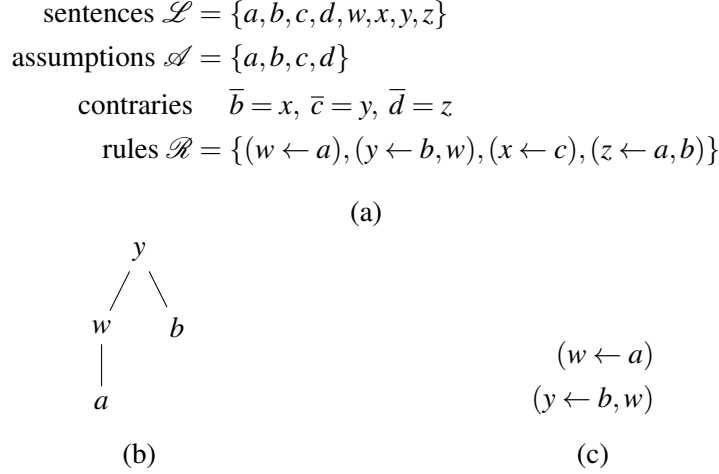 sentences ℒ = {a,b,c,d,w,x,y,z}
assumptions 𝒜 = {a,b,c,d}
contraries b̅ = x, c̅ = y, d̅ = z
rules ℛ = {(w ← a),(y ← b,w),(x ← c),(z ← a,b)}
(a)
y
w b
a
(b)
(w ← a)
(y ← b,w)
(c)